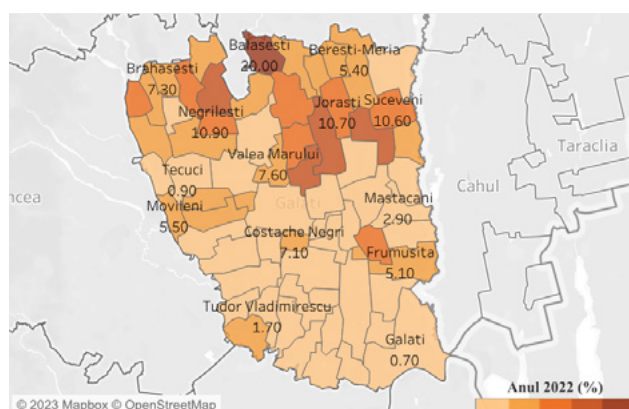 Balasesti
20.00
Beresti-Meria
5.40
Brahasesti
7.30
Negrilesti
10.90
Jorasti
10.70
Suceveni
10.60
Taraclia
Valea Marului
7.60
Tecuci
0.90
Cahul
ncea
Movileni
5.50
Galati
Mastacani
2.90
Costache Negri
7.10
Frumusita
5.10
Tudor Vladimirescu
1.70
Galati
0.70
Anul 2022 (%)
© 2023 Mapbox © OpenStreetMap